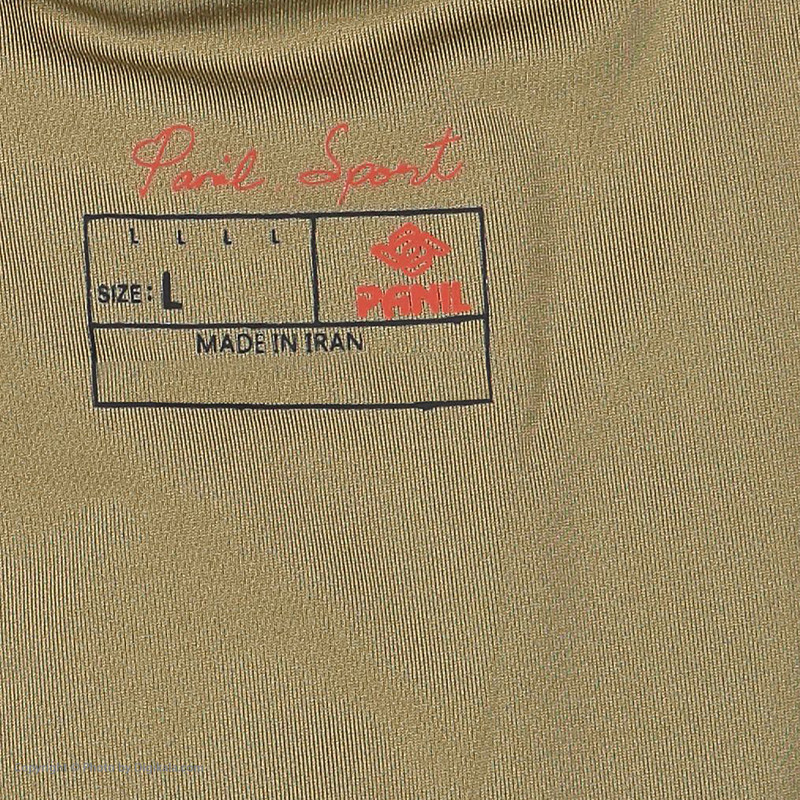 Panil Sport
L L L L
SIZE: L
PANIL
MADE IN IRAN